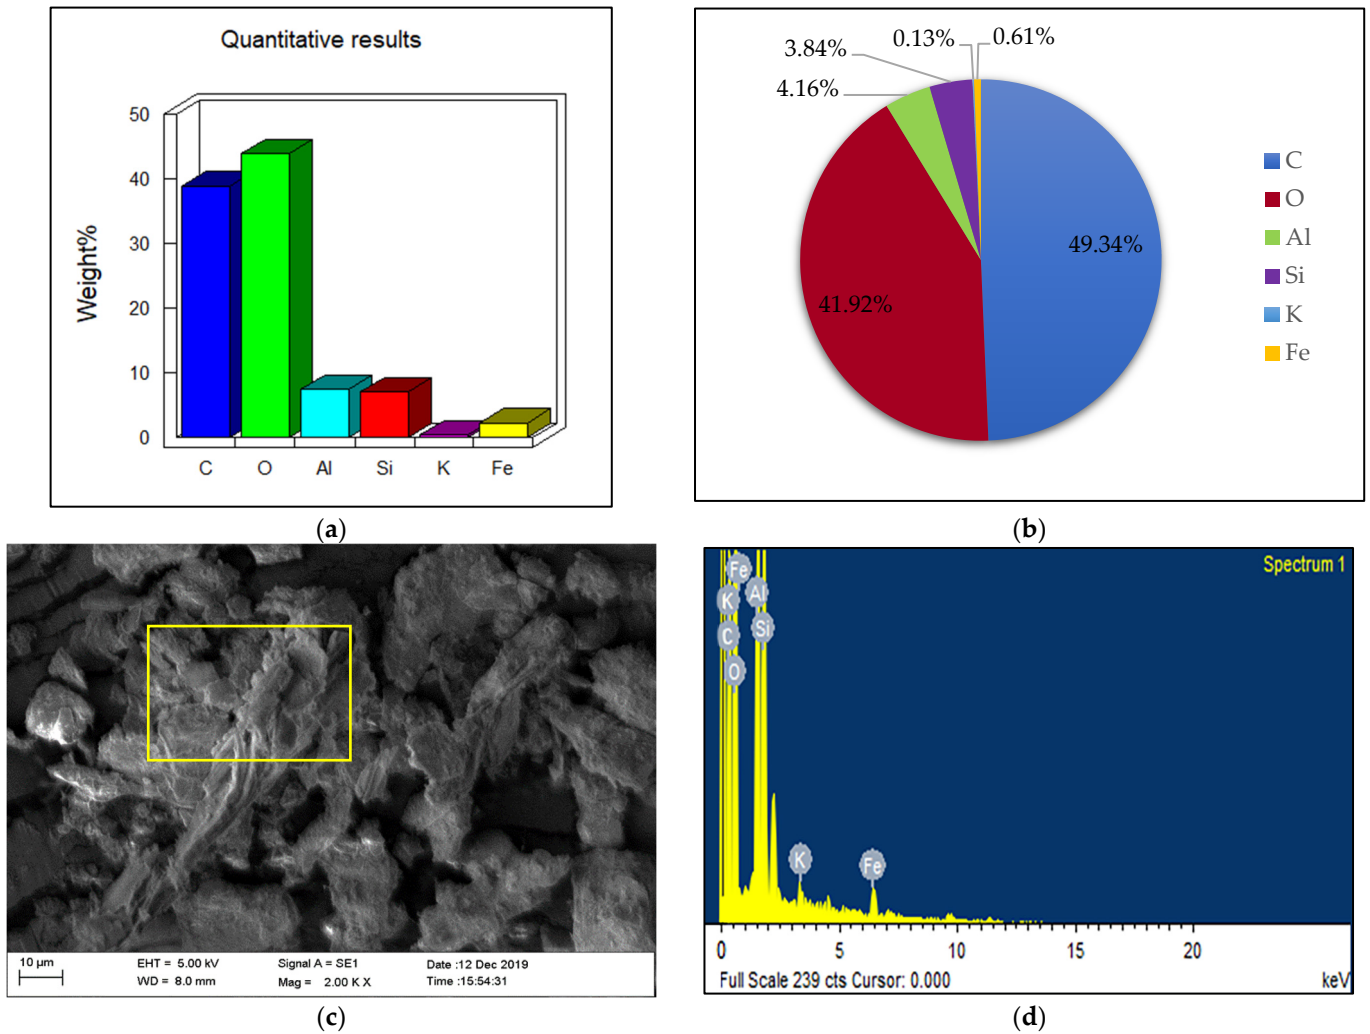 Quantitative results
Weight%
50
40
30
20
10
0
C O Al Si K Fe
(a)
3.84% 0.13% 0.61%
4.16%
49.34%
41.92%
C
O
Al
Si
K
Fe
(b)
10 µm EHT = 5.00 kV Signal A = SE1 Date :12 Dec 2019
WD = 8.0 mm Mag = 2.00 K X Time :15:54:31
(c)
Spectrum 1
Fe
K Al
C Si
O
K Fe
0 5 10 15 20
Full Scale 239 cts Cursor: 0.000 keV
(d)